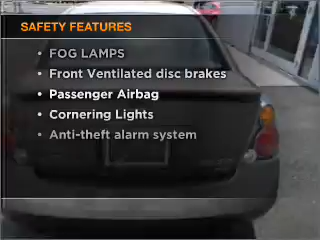 SAFETY FEATURES
• FOG LAMPS
• Front Ventilated disc brakes
• Passenger Airbag
• Cornering Lights
• Anti-theft alarm system